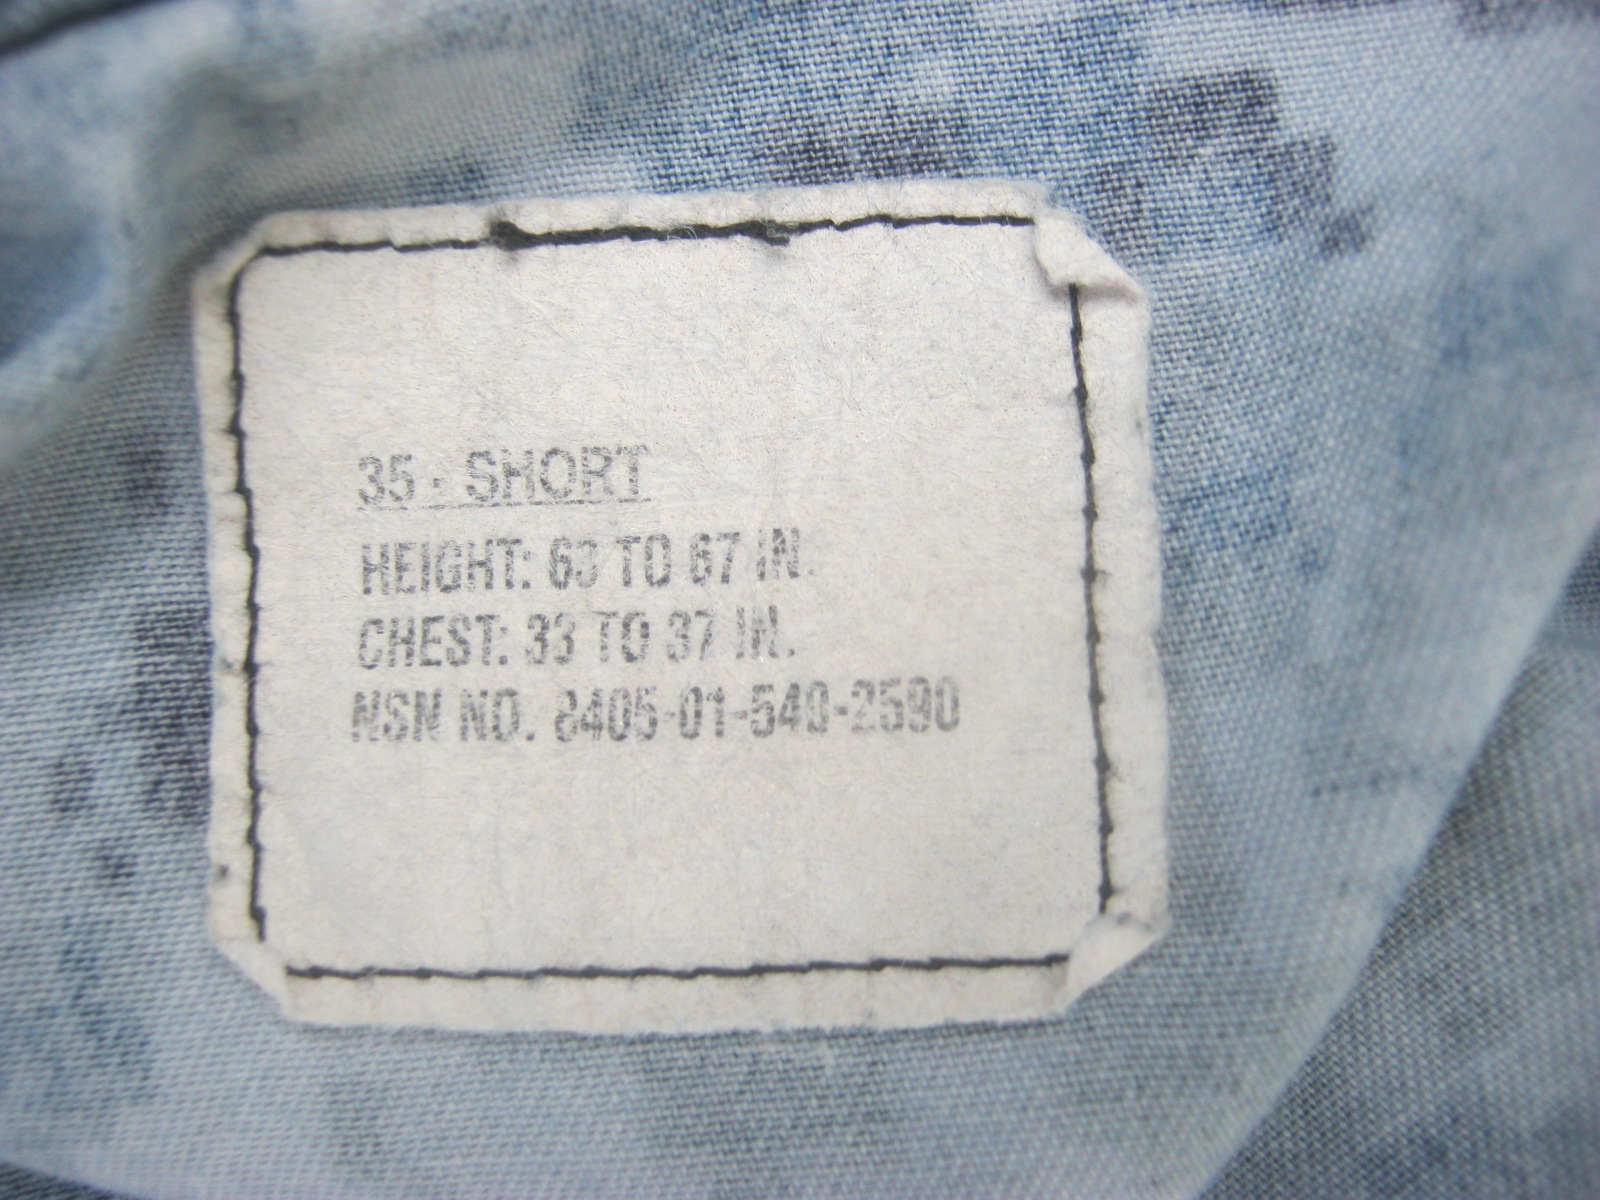 35 - SHORT
HEIGHT: 63 TO 67 IN.
CHEST: 33 TO 37 IN.
NSN NO. 8405-01-540-2590